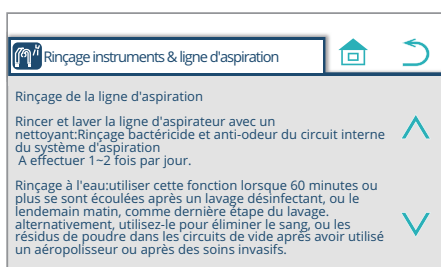 Rinçage instruments & ligne d'aspiration
Rinçage de la ligne d'aspiration
Rincer et laver la ligne d'aspirateur avec un
nettoyant:Rinçage bactéricide et anti-odeur du circuit interne
du système d'aspiration
A effectuer 1~2 fois par jour.
Rinçage à l'eau:utiliser cette fonction lorsque 60 minutes ou
plus se sont écoulées après un lavage désinfectant, ou le
lendemain matin, comme dernière étape du lavage.
alternativement, utilisez-le pour éliminer le sang, ou les
résidus de poudre dans les circuits de vide après avoir utilisé
un aéropolisseur ou après des soins invasifs.